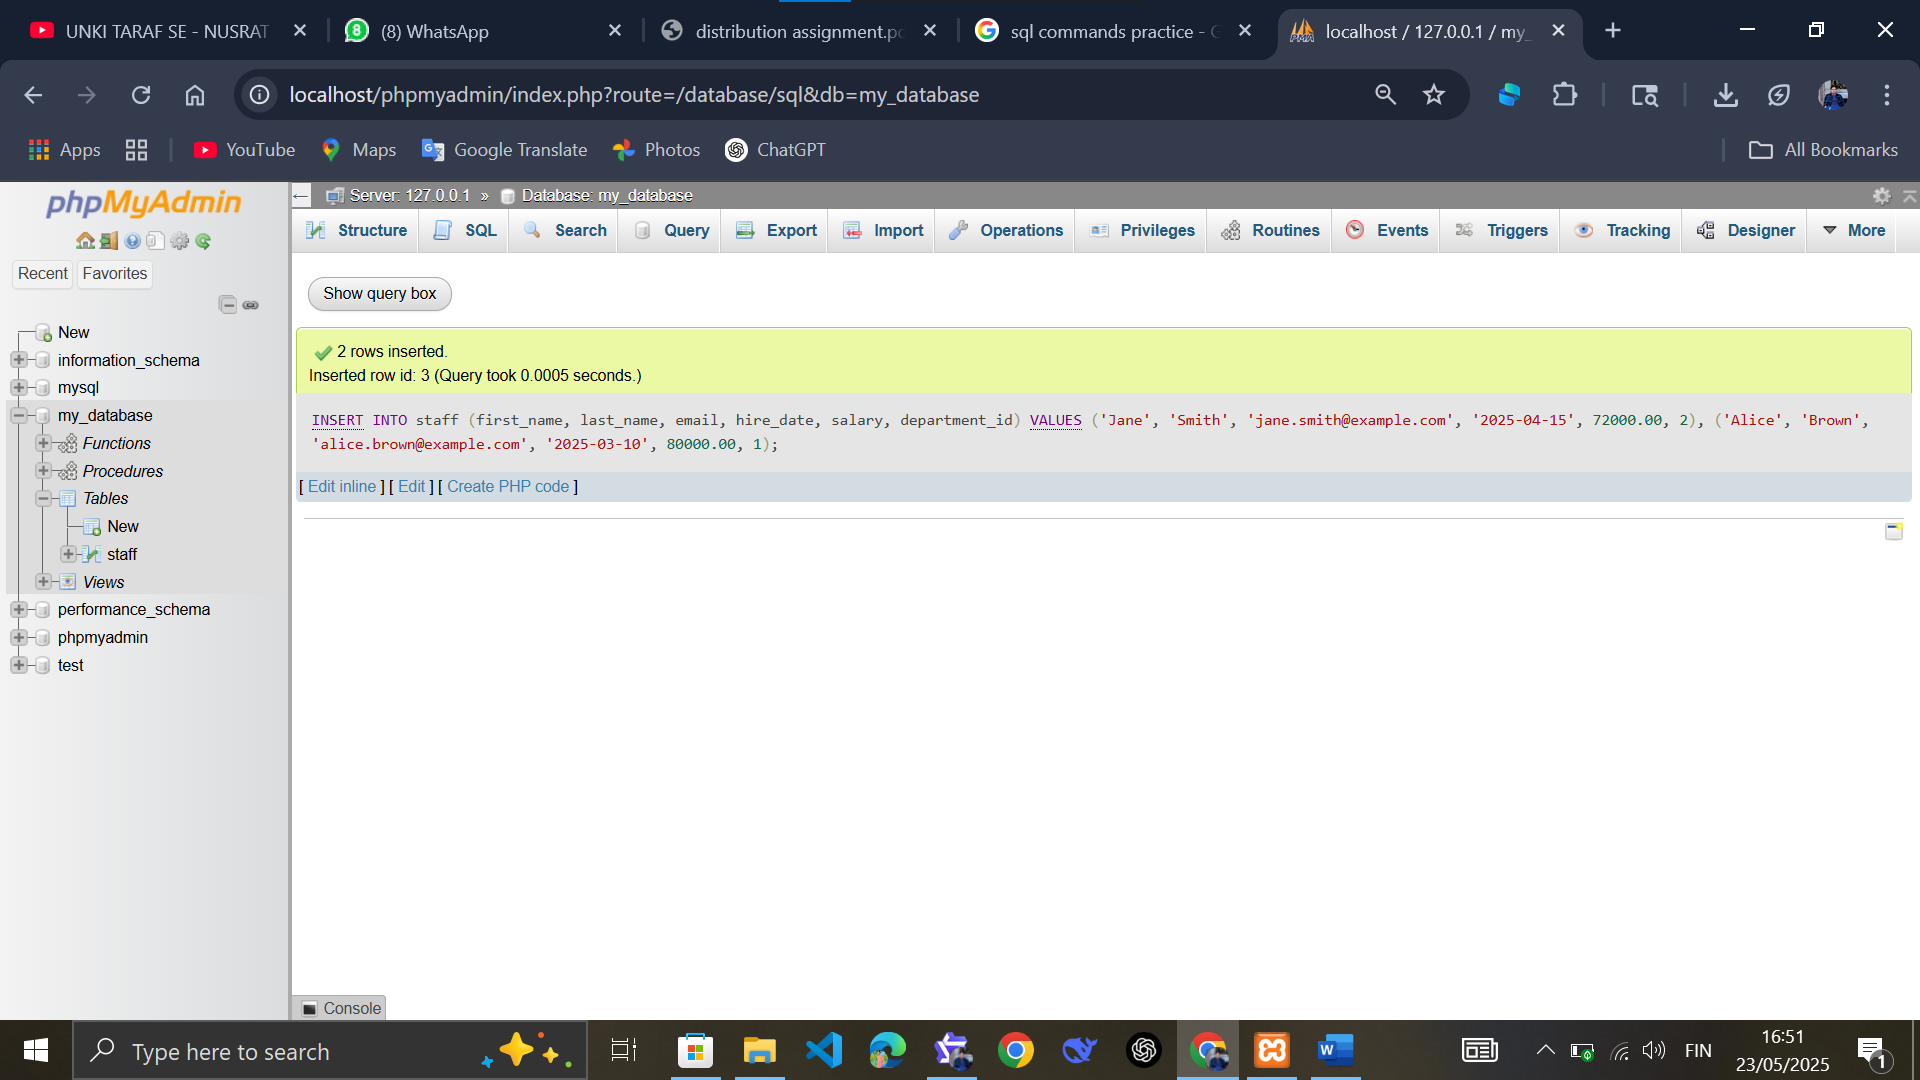 UNKI TARAF SE - NUSRAT
(8) WhatsApp
distribution assignment.pd
sql commands practice - G
localhost / 127.0.0.1 / my_
localhost/phpmyadmin/index.php?route=/database/sql&db=my_database
Apps
YouTube
Maps
Google Translate
Photos
ChatGPT
All Bookmarks
phpMyAdmin
Recent
Favorites
New
information_schema
mysql
my_database
Functions
Procedures
Tables
New
staff
Views
performance_schema
phpmyadmin
test
Server: 127.0.0.1 » Database: my_database
Structure
SQL
Search
Query
Export
Import
Operations
Privileges
Routines
Events
Triggers
Tracking
Designer
More
Show query box
2 rows inserted.
Inserted row id: 3 (Query took 0.0005 seconds.)
INSERT INTO staff (first_name, last_name, email, hire_date, salary, department_id) VALUES ('Jane', 'Smith', 'jane.smith@example.com', '2025-04-15', 72000.00, 2), ('Alice', 'Brown',
'alice.brown@example.com', '2025-03-10', 80000.00, 1);
[ Edit inline ] [ Edit ] [ Create PHP code ]
Console
Type here to search
FIN
16:51
23/05/2025
1